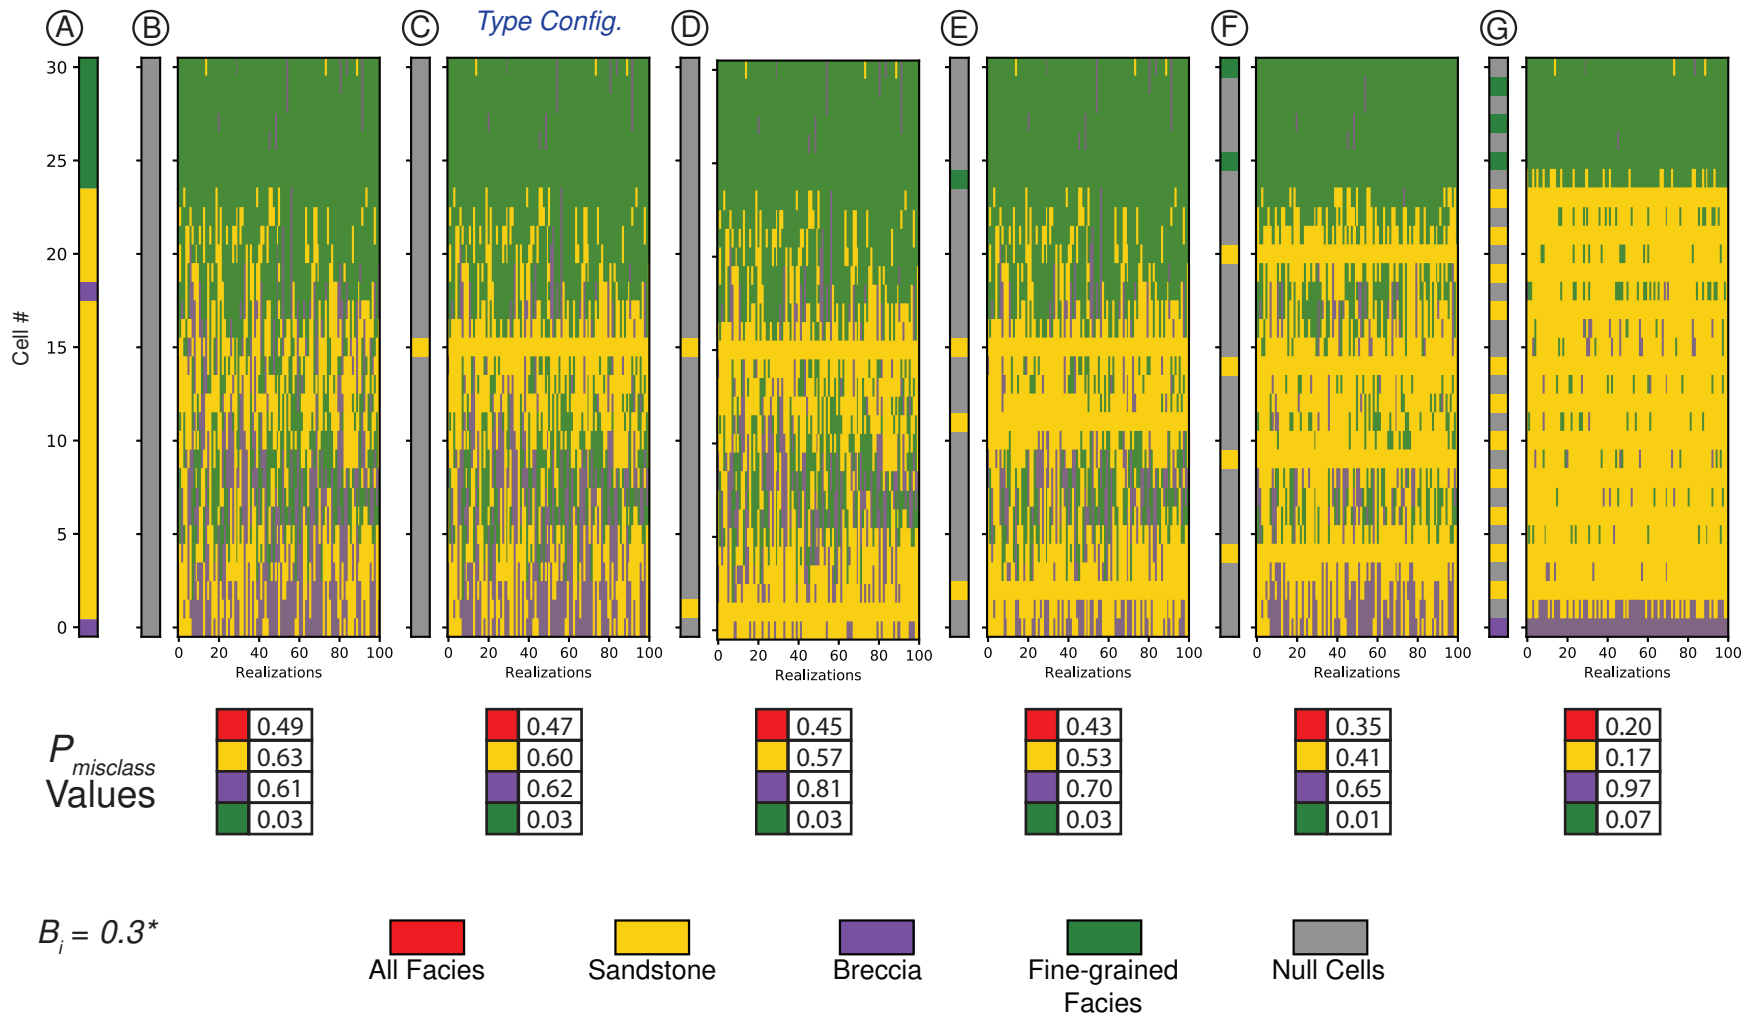 A B C Type Config. D E F G
30
25
20
15
10
5
0
Cell #
0 20 40 60 80 100 0 20 40 60 80 100 0 20 40 60 80 100 0 20 40 60 80 100 0 20 40 60 80 100 0 20 40 60 80 100
Realizations Realizations Realizations Realizations Realizations Realizations
P misclass
Values
0.49 0.47 0.45 0.43 0.35 0.20
0.63 0.60 0.57 0.53 0.41 0.17
0.61 0.62 0.81 0.70 0.65 0.97
0.03 0.03 0.03 0.03 0.01 0.07
Bi = 0.3*
All Facies Sandstone Breccia Fine-grained Null Cells
Facies